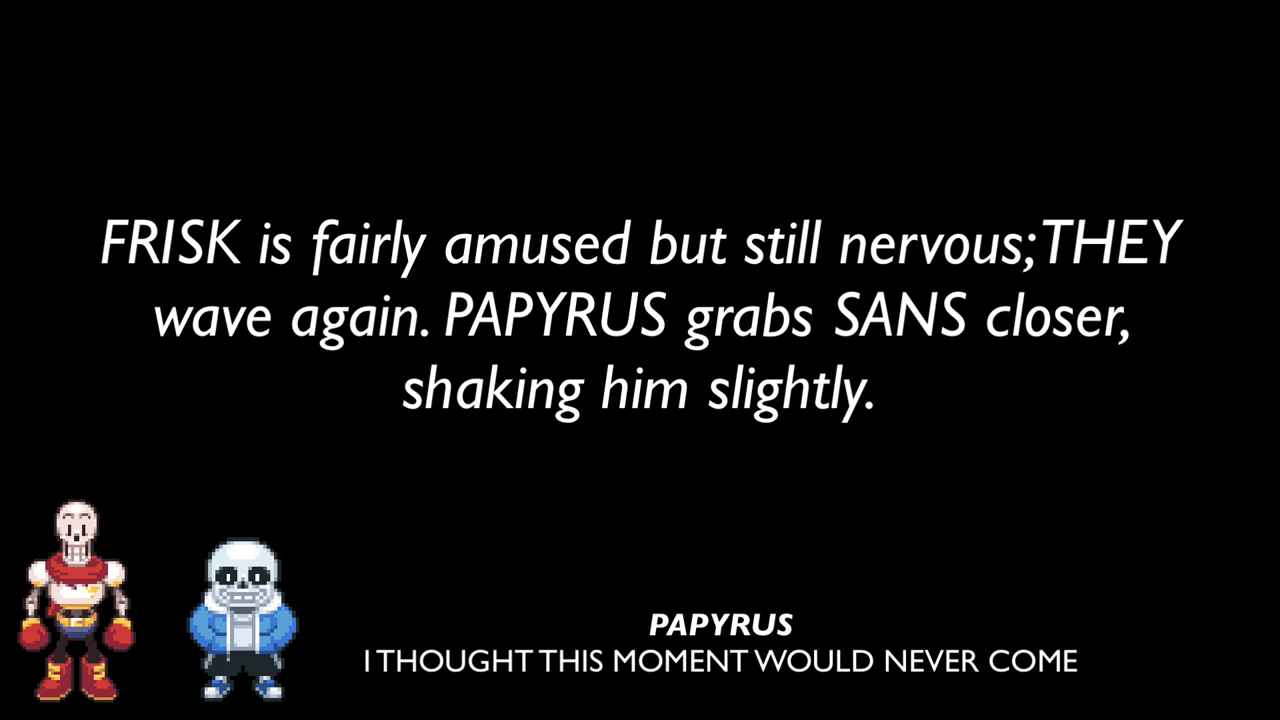 FRISK is fairly amused but still nervous; THEY
wave again. PAPYRUS grabs SANS closer,
shaking him slightly.
PAPYRUS
I THOUGHT THIS MOMENT WOULD NEVER COME